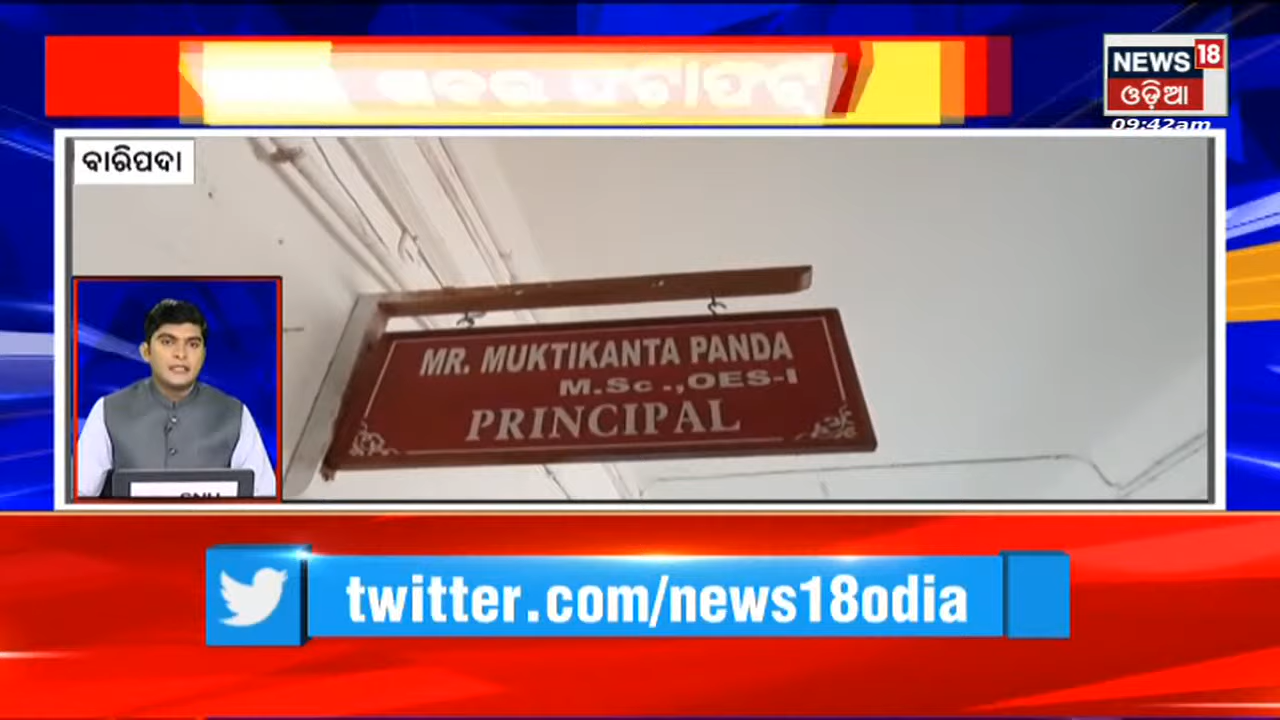 NEWS 18
ଓଡ଼ିଆ
09:42am
ବାରିପଦା
MR. MUKTIKANTA PANDA
M.Sc.,OES-I
PRINCIPAL
twitter.com/news18odia